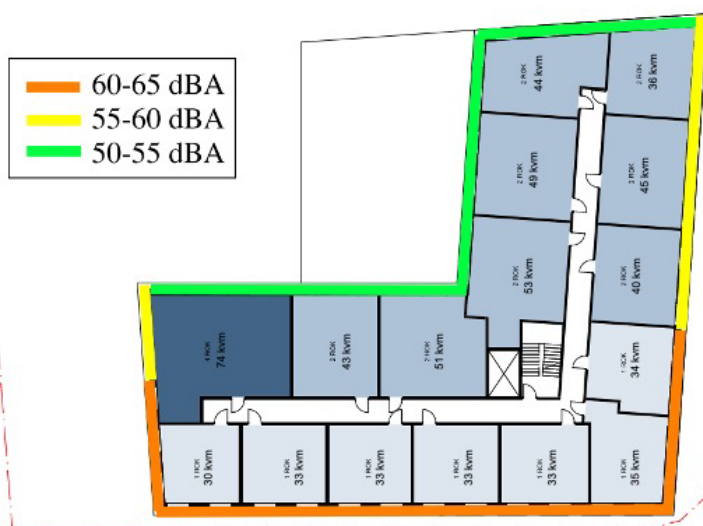 60-65 dBA
55-60 dBA
50-55 dBA
2 ROK
44 kvm
2 ROK
36 kvm
2 ROK
49 kvm
2 ROK
45 kvm
2 ROK
53 kvm
2 ROK
40 kvm
4 ROK
74 kvm
2 ROK
43 kvm
2 ROK
51 kvm
1 ROK
34 kvm
1 ROK
30 kvm
1 ROK
33 kvm
1 ROK
33 kvm
1 ROK
33 kvm
1 ROK
33 kvm
1 ROK
35 kvm